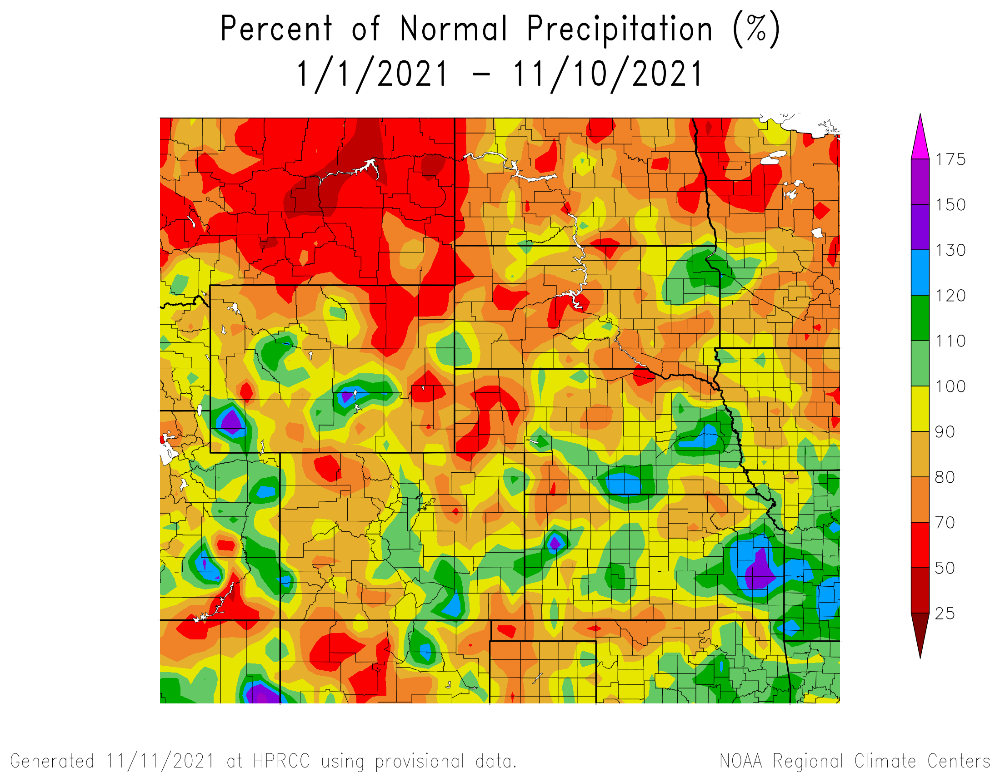 Percent of Normal Precipitation (%)
1/1/2021 – 11/10/2021
175
150
130
120
110
100
90
80
70
50
25
Generated 11/11/2021 at HPRCC using provisional data.
NOAA Regional Climate Centers